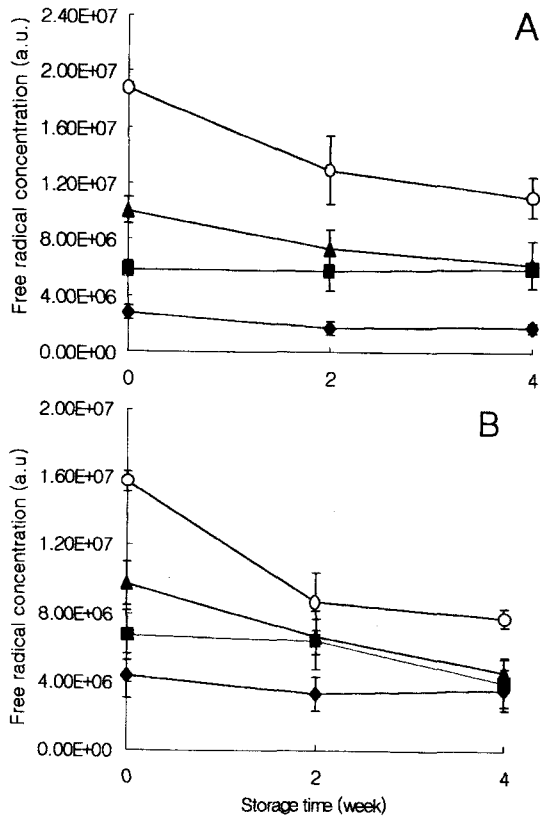 A
Free radical concentration (a.u.)
2.40E+07
2.00E+07
1.60E+07
1.20E+07
8.00E+06
4.00E+06
0.00E+00
0 2 4
B
Free radical concentration (a.u)
2.00E+07
1.60E+07
1.20E+07
8.00E+06
4.00E+06
0.00E+00
0 2 4
Storage time (week)